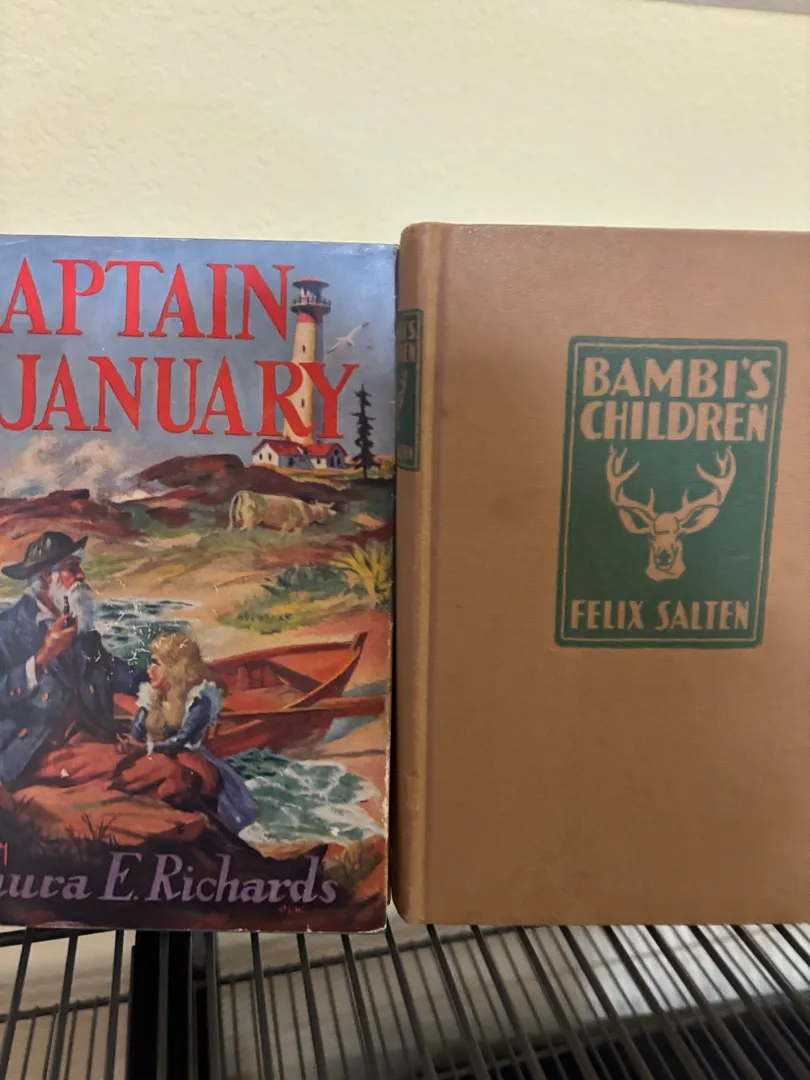 APTAIN
JANUARY
aura E. Richards
BAMBI'S
CHILDREN
FELIX SALTEN